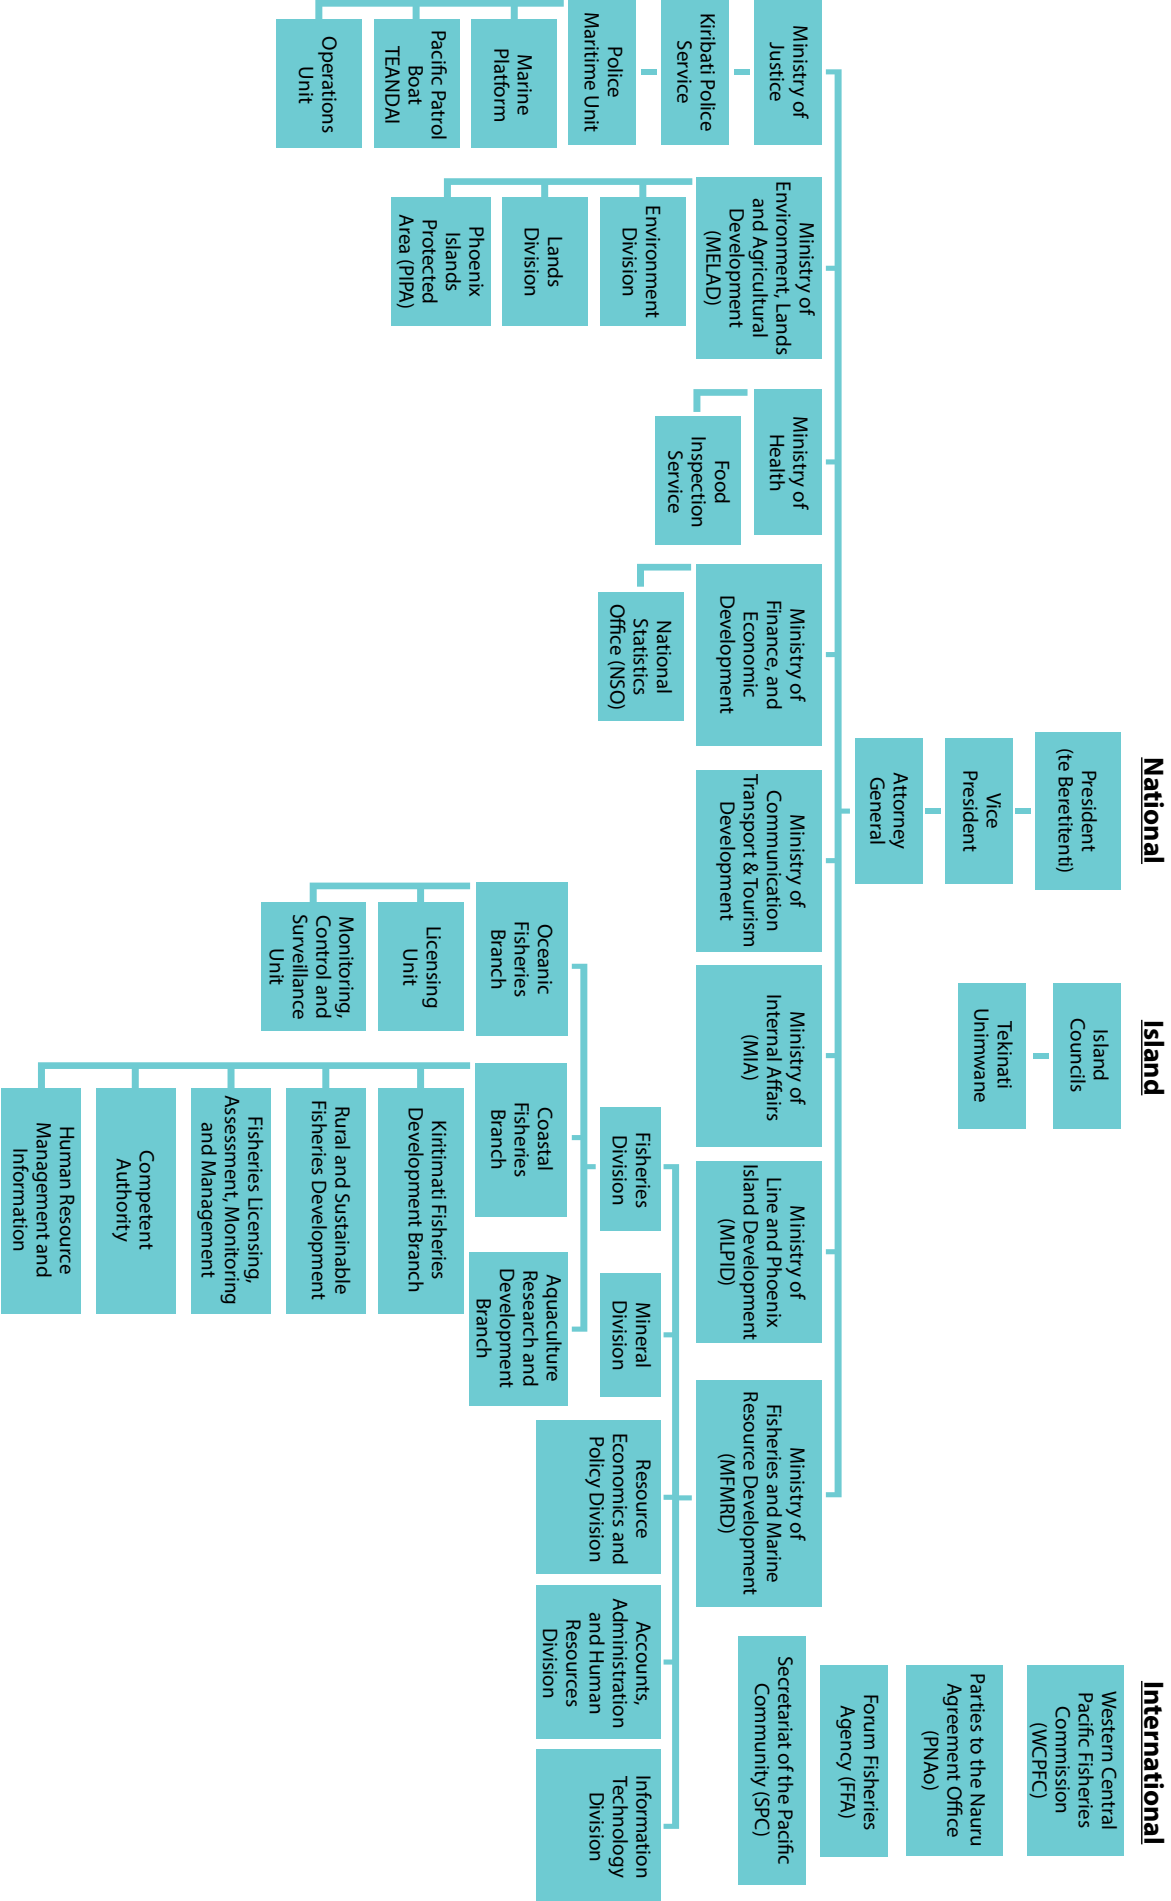 National
President
(te Beretitenti)
Vice
President
Attorney
General
Island
Island
Councils
Tekinati
Unimwane
International
Western Central
Pacific Fisheries
Commission
(WCPFC)
Parties to the Nauru
Agreement Office
(PNAo)
Forum Fisheries
Agency (FFA)
Secretariat of the Pacific
Community (SPC)
Ministry of
Justice
Kiribati Police
Service
Police
Maritime Unit
Marine
Platform
Pacific Patrol
Boat
TEANDAI
Operations
Unit
Ministry of
Environment, Lands
and Agricultural
Development
(MELAD)
Environment
Division
Lands
Division
Phoenix
Islands
Protected
Area (PIPA)
Ministry of
Health
Food
Inspection
Service
Ministry of
Finance, and
Economic
Development
National
Statistics
Office (NSO)
Ministry of
Communication
Transport & Tourism
Development
Ministry of
Internal Affairs
(MIA)
Ministry of
Line and Phoenix
Island Development
(MLPID)
Ministry of
Fisheries and Marine
Resource Development
(MFMRD)
Fisheries
Division
Mineral
Division
Resource
Economics and
Policy Division
Accounts,
Administration
and Human
Resources
Division
Information
Technology
Division
Oceanic
Fisheries
Branch
Licensing
Unit
Monitoring,
Control and
Surveillance
Unit
Coastal
Fisheries
Branch
Kiritimati Fisheries
Development Branch
Rural and Sustainable
Fisheries Development
Fisheries Licensing,
Assessment, Monitoring
and Management
Competent
Authority
Human Resource
Management and
Information
Aquaculture
Research and
Development
Branch